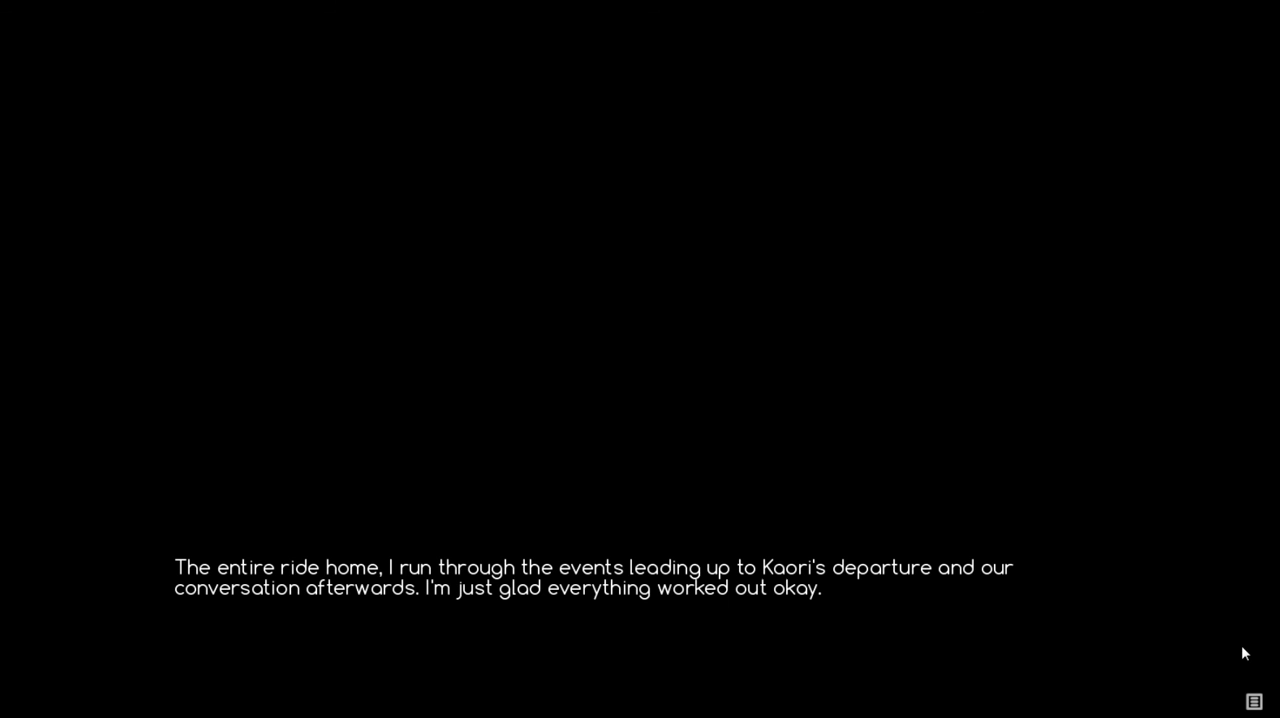 The entire ride home, I run through the events leading up to Kaori's departure and our
conversation afterwards. I'm just glad everything worked out okay.